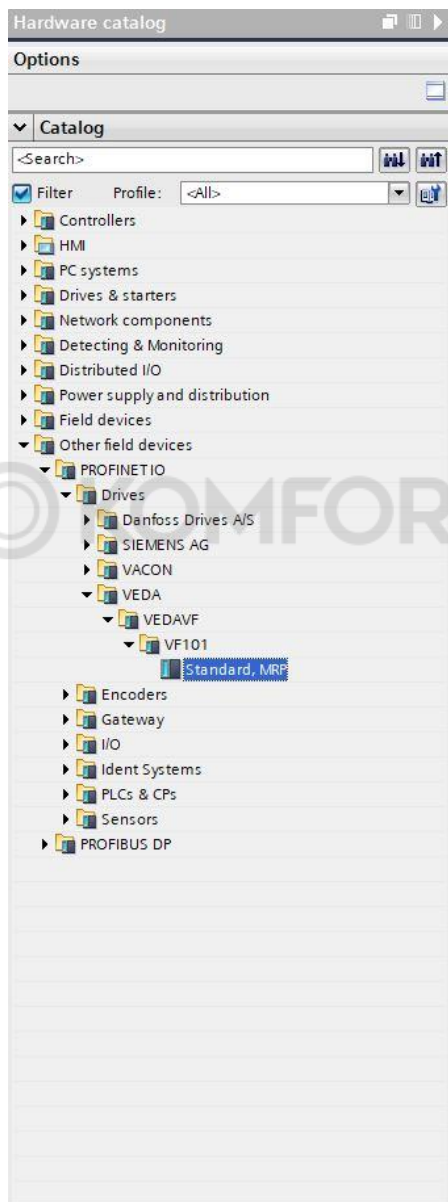 Hardware catalog
Options
Catalog
<Search>
Filter Profile: <All>
Controllers
HMI
PC systems
Drives & starters
Network components
Detecting & Monitoring
Distributed I/O
Power supply and distribution
Field devices
Other field devices
PROFINET IO
Drives
Danfoss Drives A/S
SIEMENS AG
VACON
VEDA
VEDAVF
VF101
Standard, MRP
Encoders
Gateway
I/O
Ident Systems
PLCs & CPs
Sensors
PROFIBUS DP
KOMFOR